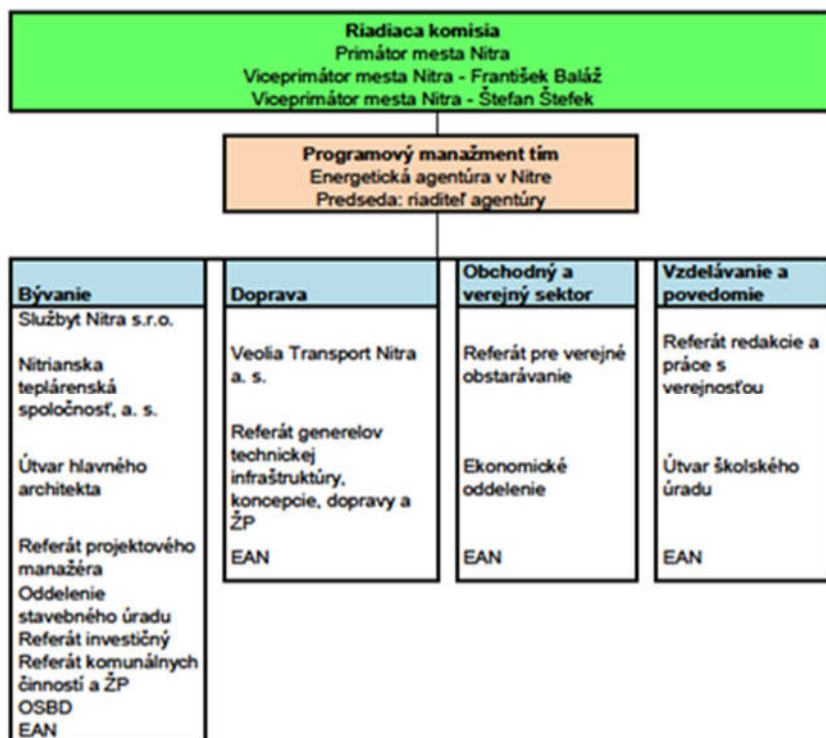 Riadiaca komisia
Primátor mesta Nitra
Viceprimátor mesta Nitra - František Baláž
Viceprimátor mesta Nitra - Štefan Štefek
Programový manažment tím
Energetická agentúra v Nitre
Predseda: riaditeľ agentúry
Bývanie
Službyt Nitra s.r.o.
Nitrianska
teplárenská
spoločnosť, a. s.
Útvar hlavného
architekta
Referát projektového
manažéra
Oddelenie
stavebného úradu
Referát investičný
Referát komunálnych
činností a ŽP
OSBD
EAN
Doprava
Veolia Transport Nitra
a. s.
Referát generelov
technickej
infraštruktúry,
koncepcie, dopravy a
ŽP
EAN
Obchodný a
verejný sektor
Referát pre verejné
obstarávanie
Ekonomické
oddelenie
EAN
Vzdelávanie a
povedomie
Referát redakcie a
práce s
verejnosťou
Útvar školského
úradu
EAN